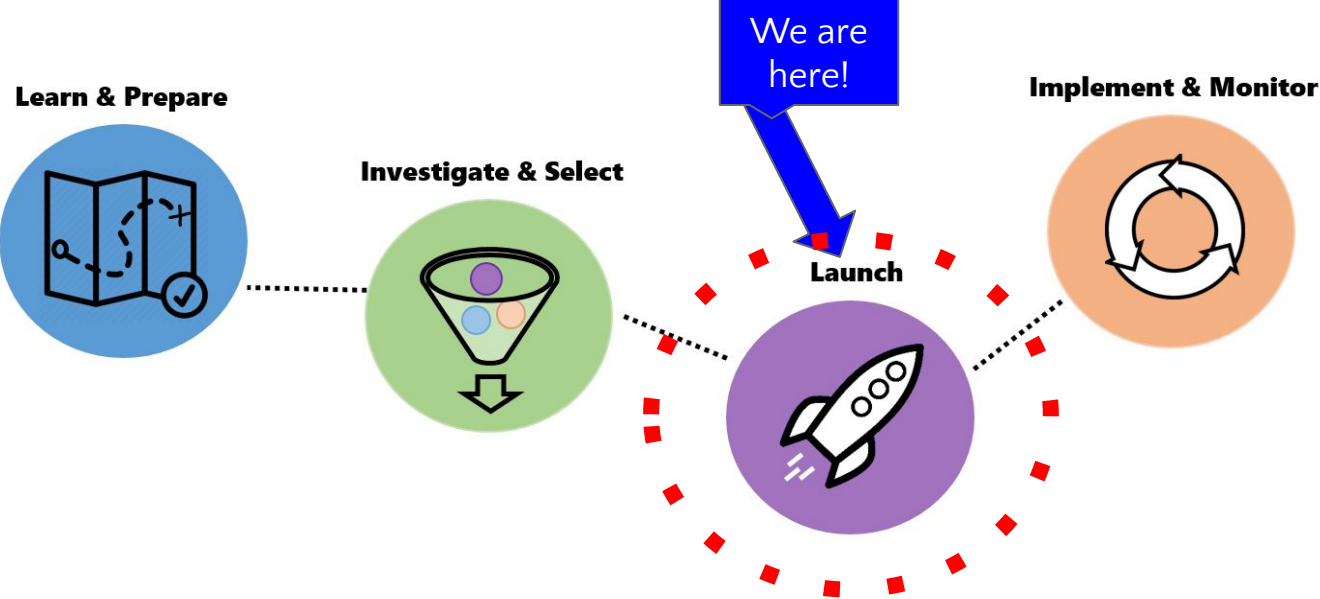 Learn & Prepare
Investigate & Select
We are
here!
Launch
Implement & Monitor